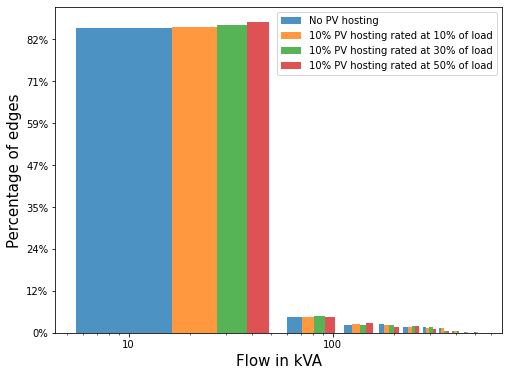 No PV hosting
10% PV hosting rated at 10% of load
10% PV hosting rated at 30% of load
10% PV hosting rated at 50% of load
82%
71%
59%
47%
35%
24%
12%
0%
Percentage of edges
10
100
Flow in kVA